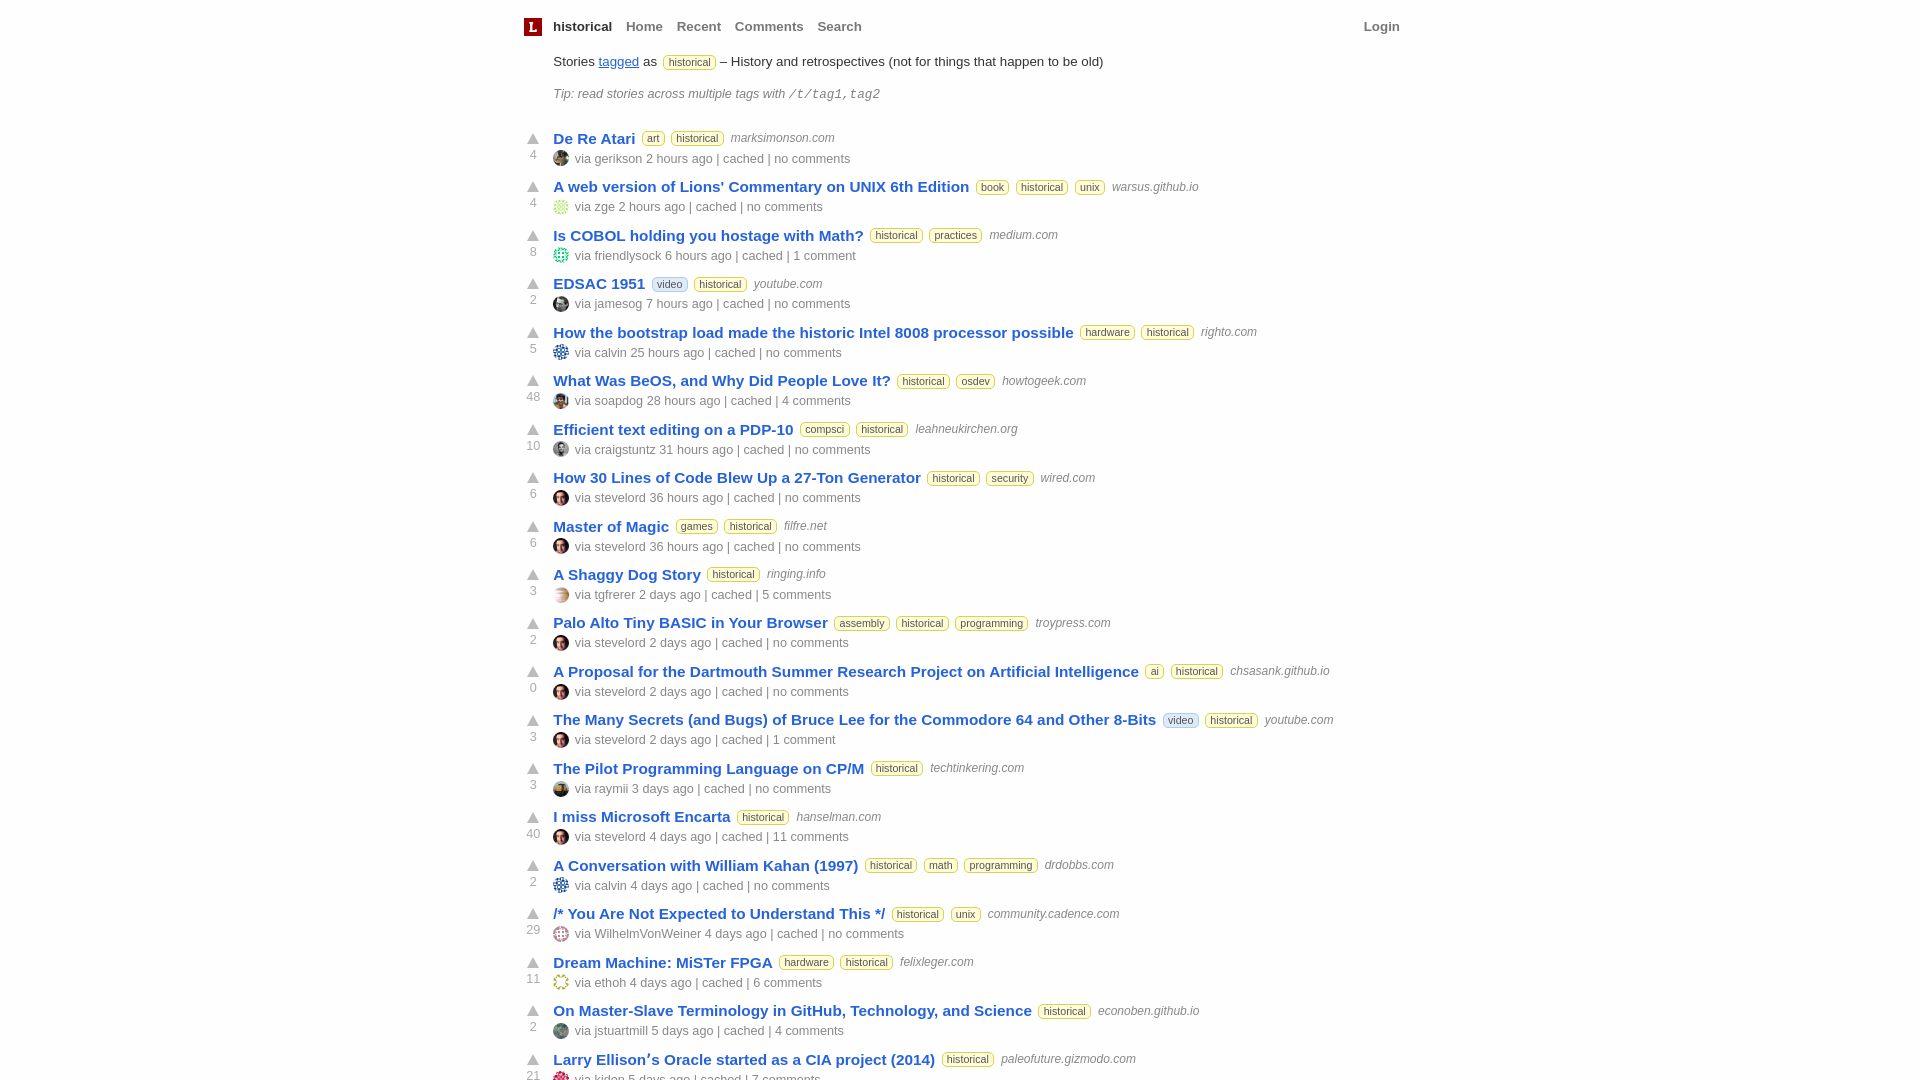 L historical Home Recent Comments Search Login
Stories tagged as historical – History and retrospectives (not for things that happen to be old)
Tip: read stories across multiple tags with /t/tag1,tag2
De Re Atari art historical marksimonson.com
4 via gerikson 2 hours ago | cached | no comments
A web version of Lions' Commentary on UNIX 6th Edition book historical unix warsus.github.io
4 via zge 2 hours ago | cached | no comments
Is COBOL holding you hostage with Math? historical practices medium.com
8 via friendlysock 6 hours ago | cached | 1 comment
EDSAC 1951 video historical youtube.com
2 via jamesog 7 hours ago | cached | no comments
How the bootstrap load made the historic Intel 8008 processor possible hardware historical righto.com
5 via calvin 25 hours ago | cached | no comments
What Was BeOS, and Why Did People Love It? historical osdev howtogeek.com
48 via soapdog 28 hours ago | cached | 4 comments
Efficient text editing on a PDP-10 compsci historical leahneukirchen.org
10 via craigstuntz 31 hours ago | cached | no comments
How 30 Lines of Code Blew Up a 27-Ton Generator historical security wired.com
6 via stevelord 36 hours ago | cached | no comments
Master of Magic games historical filfre.net
6 via stevelord 36 hours ago | cached | no comments
A Shaggy Dog Story historical ringing.info
3 via tgfrerer 2 days ago | cached | 5 comments
Palo Alto Tiny BASIC in Your Browser assembly historical programming troypress.com
2 via stevelord 2 days ago | cached | no comments
A Proposal for the Dartmouth Summer Research Project on Artificial Intelligence ai historical chsasank.github.io
0 via stevelord 2 days ago | cached | no comments
The Many Secrets (and Bugs) of Bruce Lee for the Commodore 64 and Other 8-Bits video historical youtube.com
3 via stevelord 2 days ago | cached | 1 comment
The Pilot Programming Language on CP/M historical techtinkering.com
3 via raymii 3 days ago | cached | no comments
I miss Microsoft Encarta historical hanselman.com
40 via stevelord 4 days ago | cached | 11 comments
A Conversation with William Kahan (1997) historical math programming drdobbs.com
2 via calvin 4 days ago | cached | no comments
/* You Are Not Expected to Understand This */ historical unix community.cadence.com
29 via WilhelmVonWeiner 4 days ago | cached | no comments
Dream Machine: MiSTer FPGA hardware historical felixleger.com
11 via ethoh 4 days ago | cached | 6 comments
On Master-Slave Terminology in GitHub, Technology, and Science historical econoben.github.io
2 via jstuartmill 5 days ago | cached | 4 comments
Larry Ellison′s Oracle started as a CIA project (2014) historical paleofuture.gizmodo.com
21 via kidon 5 days ago | cached | 7 comments